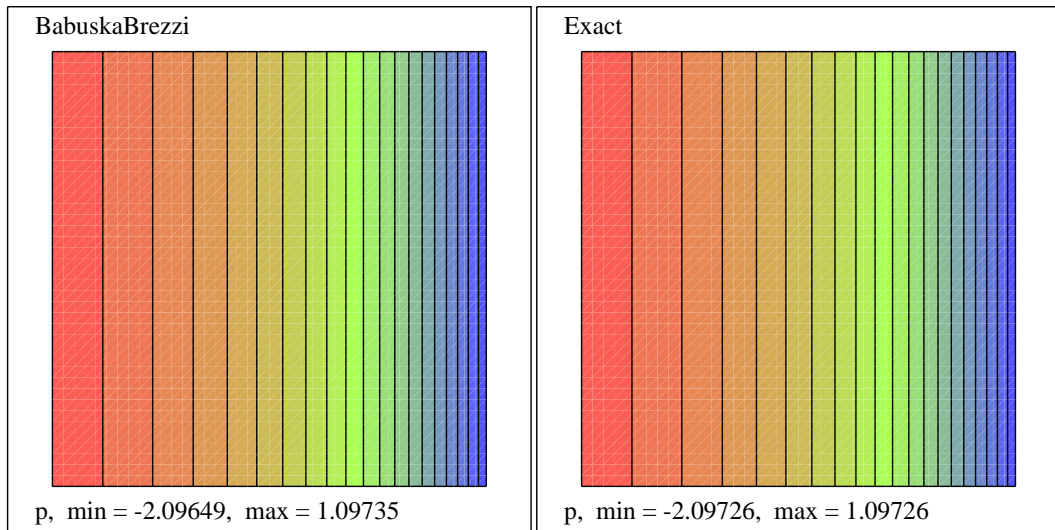 BabuskaBrezzi
p, min = -2.09649, max = 1.09735
Exact
p, min = -2.09726, max = 1.09726